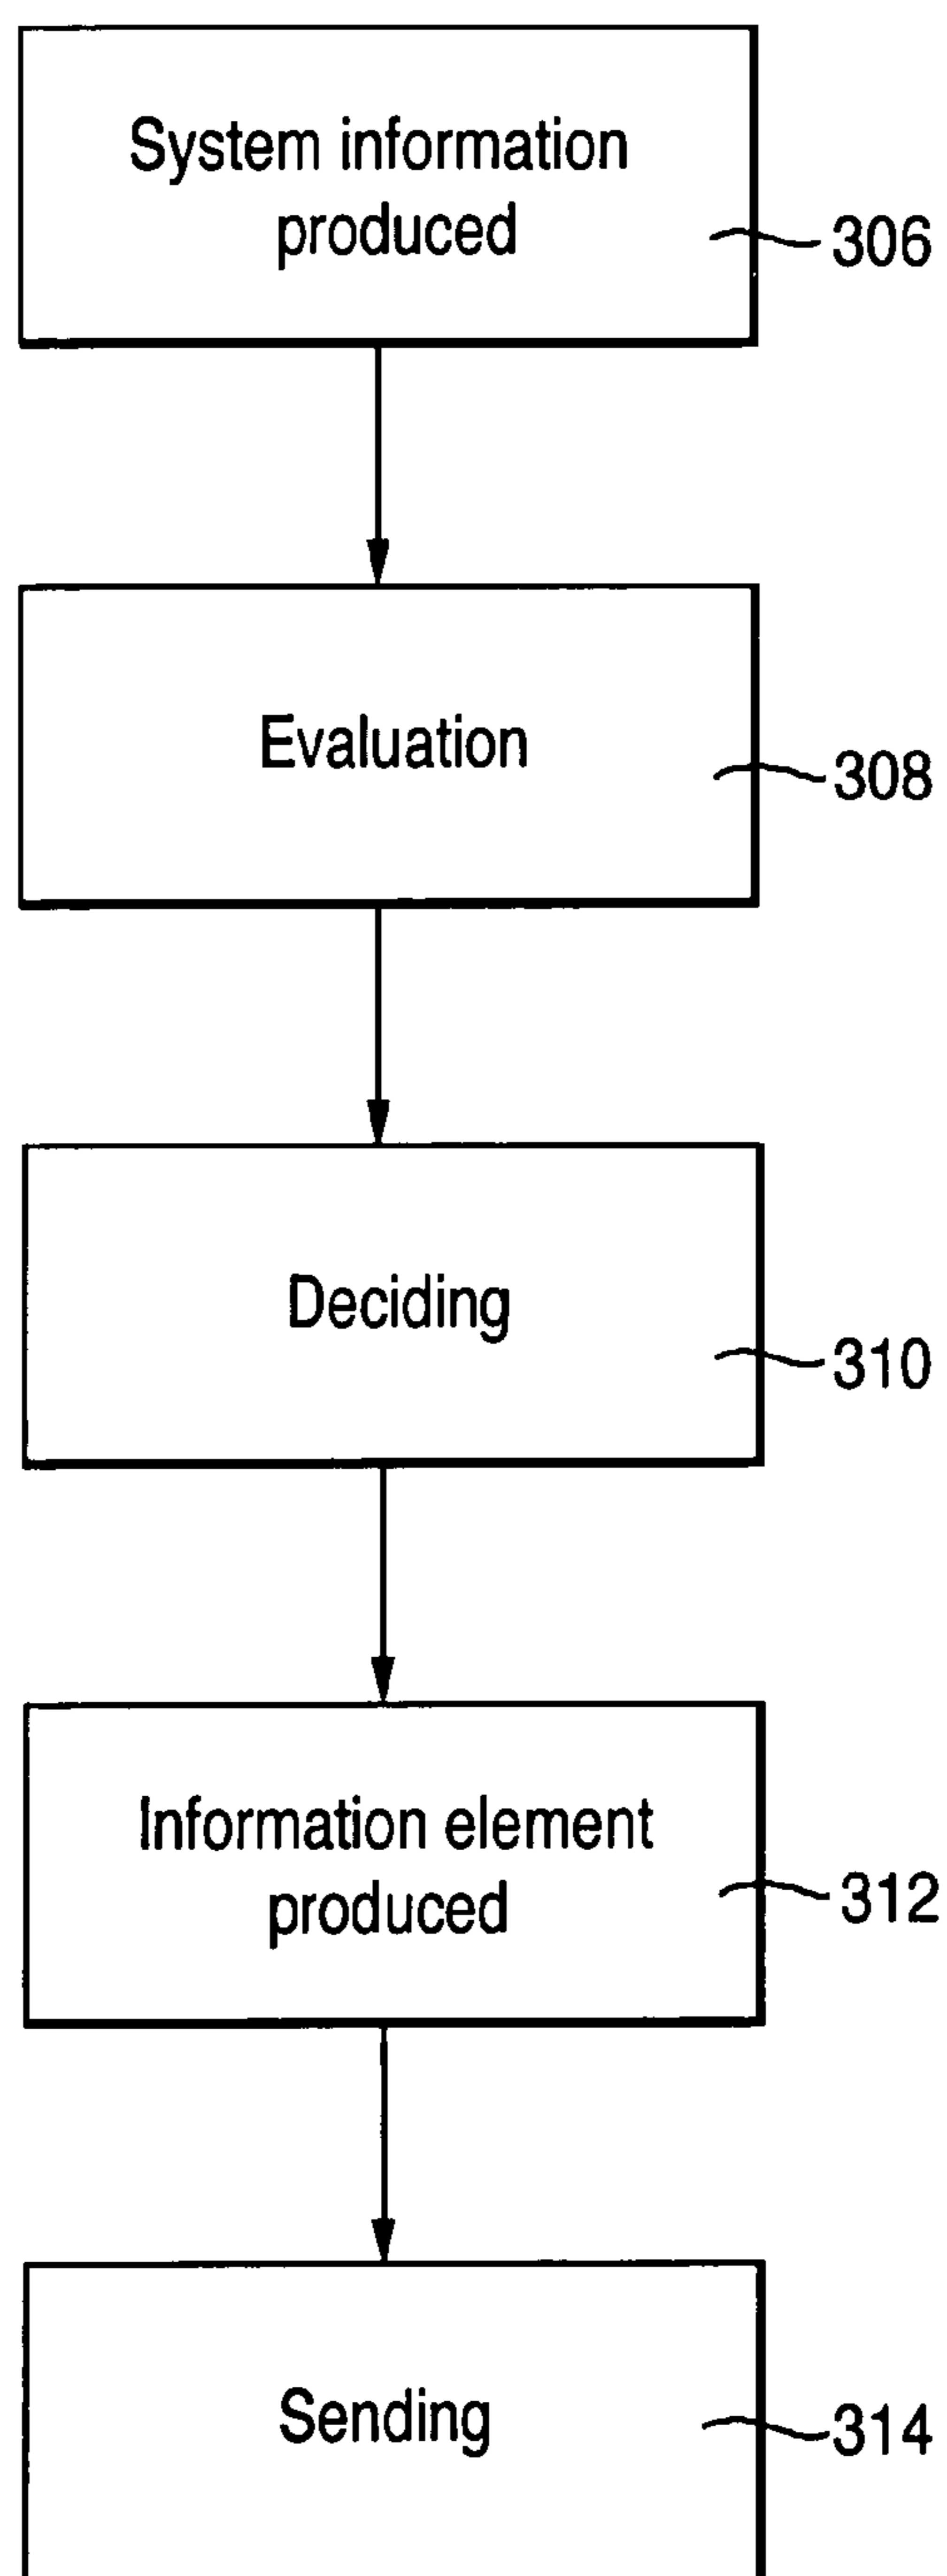 System information
produced
306
Evaluation
308
Deciding
310
Information element
produced
312
Sending
314